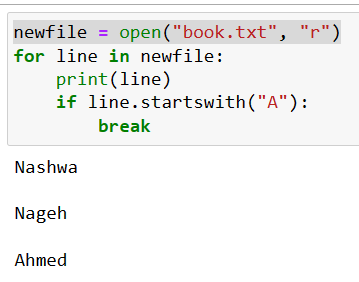 newfile = open("book.txt", "r")
for line in newfile:
    print(line)
    if line.startswith("A"):
        break
Nashwa
Nageh
Ahmed